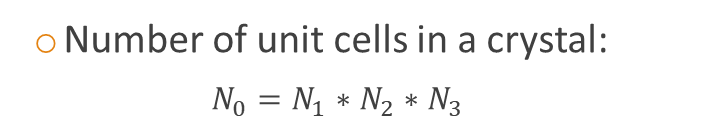 Number of unit cells in a crystal:
N₀ = N₁ * N₂ * N₃